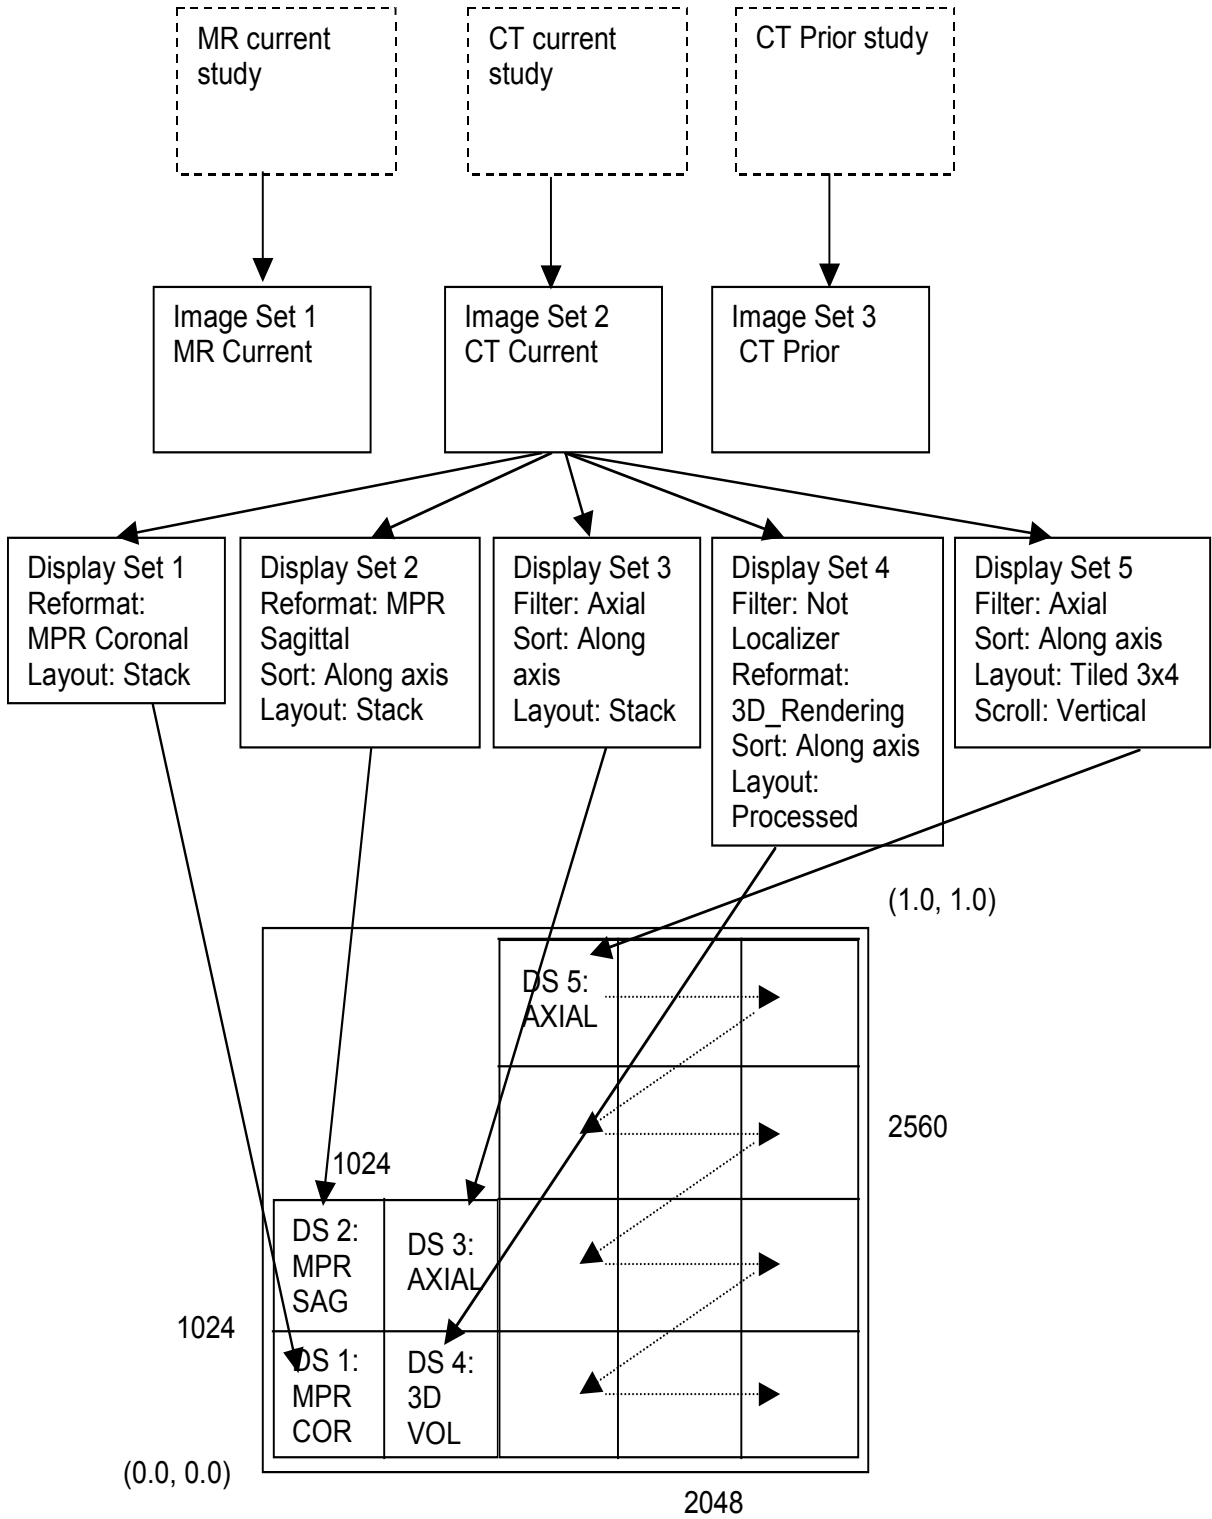 MR current
study
CT current
study
CT Prior study
Image Set 1
MR Current
Image Set 2
CT Current
Image Set 3
CT Prior
Display Set 1
Reformat:
MPR Coronal
Layout: Stack
Display Set 2
Reformat: MPR
Sagittal
Sort: Along axis
Layout: Stack
Display Set 3
Filter: Axial
Sort: Along
axis
Layout: Stack
Display Set 4
Filter: Not
Localizer
Reformat:
3D_Rendering
Sort: Along axis
Layout:
Processed
Display Set 5
Filter: Axial
Sort: Along axis
Layout: Tiled 3x4
Scroll: Vertical
(1.0, 1.0)
DS 5:
AXIAL
2560
1024
DS 2:
MPR
SAG
DS 3:
AXIAL
1024
DS 1:
MPR
COR
DS 4:
3D
VOL
(0.0, 0.0)
2048